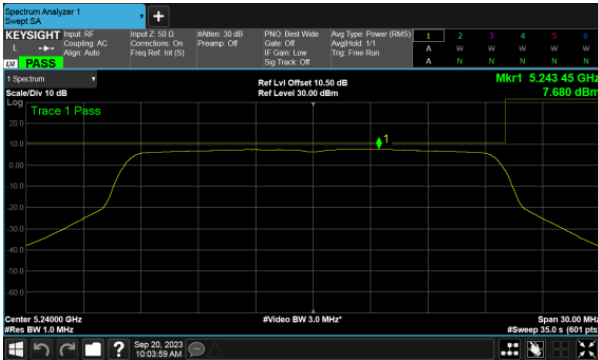 Spectrum Analyzer 1
Swept SA
+
KEYSIGHT Input: RF Input Z: 50 Ω #Atten: 30 dB PNO: Best Wide Avg Type: Power (RMS) 1 2 3 4 5 6
Coupling: AC Corrections: On Preamp: Off Gate: Off Avg|Hold: 1/1 A W W W W W
L Align: Auto Freq Ref: Int (S) IF Gain: Low Trig: Free Run
LXI PASS Sig Track: Off A N N N N N
1 Spectrum Ref Lvl Offset 10.50 dB Mkr1 5.243 45 GHz
Scale/Div 10 dB Ref Level 30.00 dBm 7.680 dBm
Log
Trace 1 Pass
20.0
10.0
1
0.00
-10.0
-20.0
-30.0
-40.0
-50.0
-60.0
Center 5.24000 GHz #Video BW 3.0 MHz* Span 30.00 MHz
#Res BW 1.0 MHz #Sweep 35.0 s (601 pts)
? Sep 20, 2023
10:03:59 AM